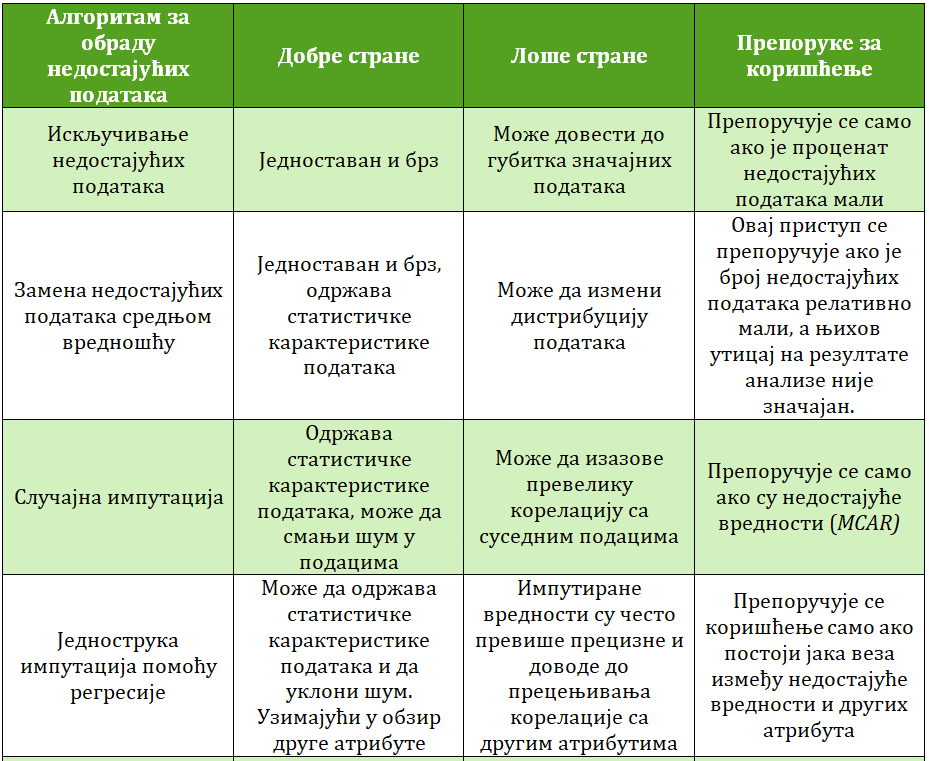 Алгоритам за
обраду
недостајућих
података
Добре стране
Лоше стране
Препоруке за
коришћење
Искључивање
недостајућих
података
Једноставан и брз
Може довести до
губитка значајних
података
Препоручује се само
ако је проценат
недостајућих
података мали
Замена недостајућих
података средњом
вредношћу
Једноставан и брз,
одржава
статистичке
карактеристике
података
Може да измени
дистрибуцију
података
Овај приступ се
препоручује ако је
број недостајућих
података релативно
мали, а њихов
утицај на резултате
анализе није
значајан.
Случајна импутација
Одржава
статистичке
карактеристике
података, може да
смањи шум у
подацима
Може да изазове
превелику
корелацију са
суседним подацима
Препоручује се само
ако су недостајуће
вредности (MCAR)
Једнострука
импутација помоћу
регресије
Може да одржава
статистичке
карактеристике
података и да
уклони шум.
Узимајући у обзир
друге атрибуте
Импутиране
вредности су често
превише прецизне и
доводе до
прецењивања
корелације са
другим атрибутима
Препоручује се
коришћење само ако
постоји јака веза
између недостајуће
вредности и других
атрибута